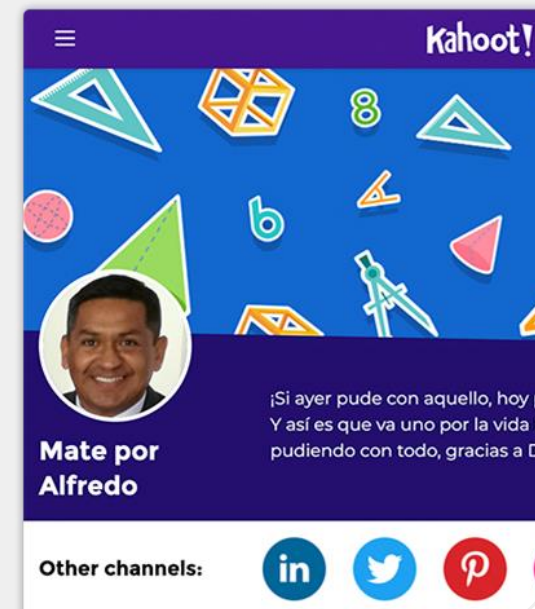 Kahoot!
8
b
A
¡Si ayer pude con aquello, hoy
Y así es que va uno por la vida
pudiendo con todo, gracias a
Mate por
Alfredo
Other channels:
in